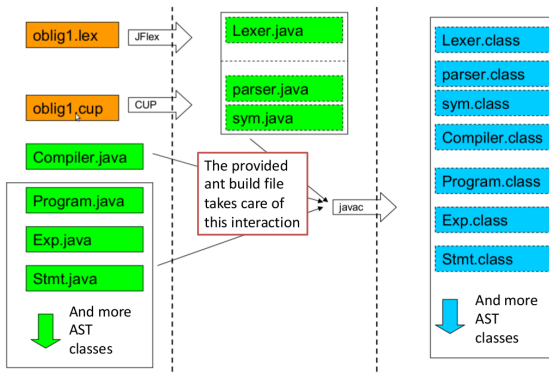 oblig1.lex
JFlex
Lexer.java
oblig1.cup
CUP
parser.java
sym.java
Compiler.java
Program.java
Exp.java
Stmt.java
And more
AST
classes
The provided
ant build file
takes care of
this interaction
javac
Lexer.class
parser.class
sym.class
Compiler.class
Program.class
Exp.class
Stmt.class
And more
AST
classes